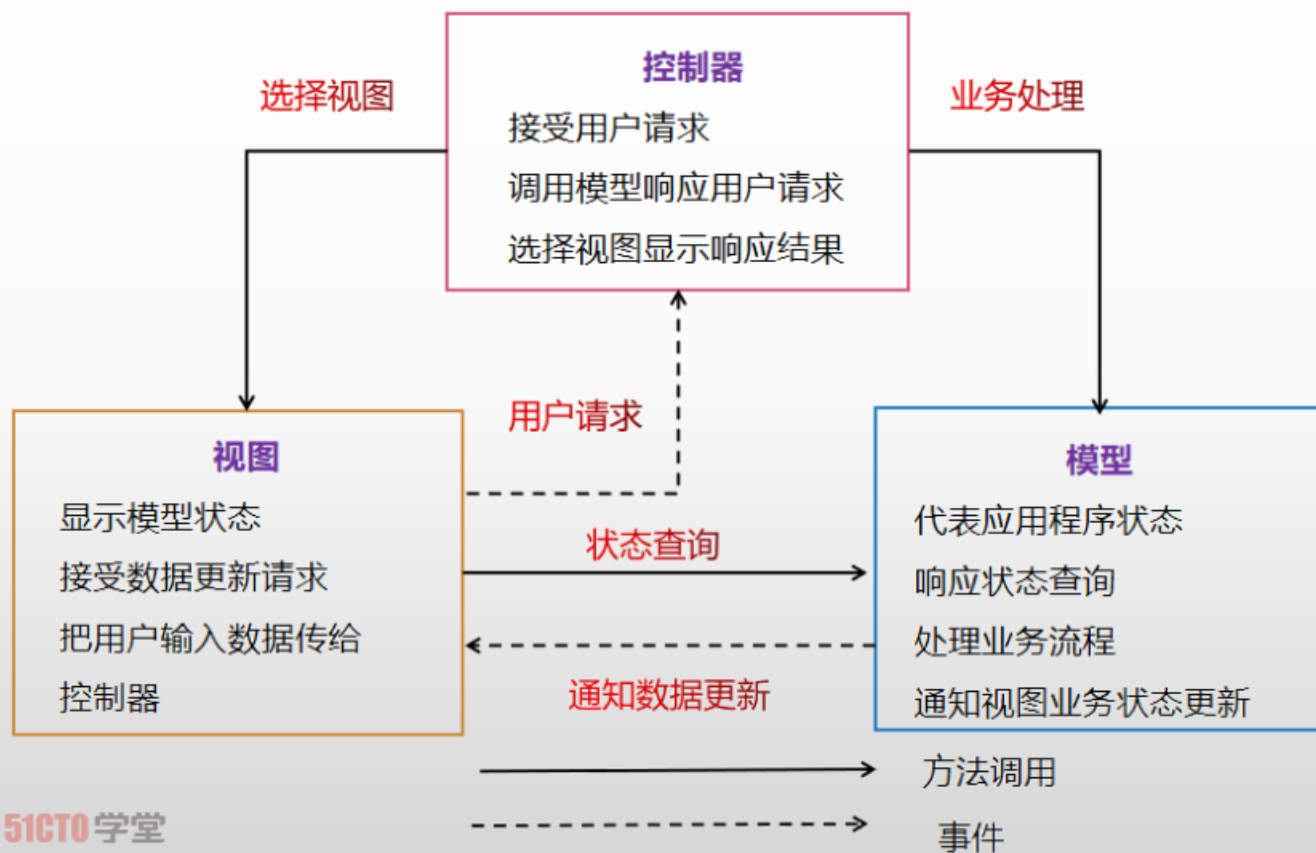 控制器
接受用户请求
调用模型响应用户请求
选择视图显示响应结果
选择视图
业务处理
用户请求
视图
显示模型状态
接受数据更新请求
把用户输入数据传给
控制器
状态查询
通知数据更新
模型
代表应用程序状态
响应状态查询
处理业务流程
通知视图业务状态更新
方法调用
事件
51CTO学堂